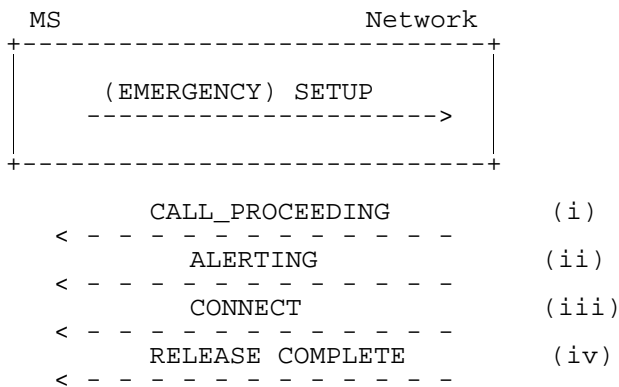 MS Network
+-----------------------------+
(EMERGENCY) SETUP
---------------------->
+-----------------------------+
CALL_PROCEEDING (i)
< - - - - - - - - - - - -
ALERTING (ii)
< - - - - - - - - - - - -
CONNECT (iii)
< - - - - - - - - - - - -
RELEASE COMPLETE (iv)
< - - - - - - - - - - - -